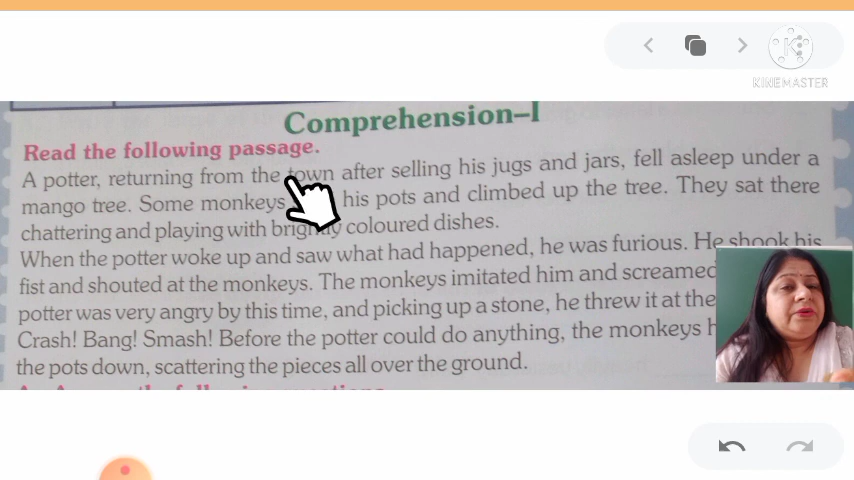 KINEMASTER
Comprehension–I
Read the following passage.
A potter, returning from the town after selling his jugs and jars, fell asleep under a
mango tree. Some monkeys his pots and climbed up the tree. They sat there
chattering and playing with brightly coloured dishes.
When the potter woke up and saw what had happened, he was furious. He shook his
fist and shouted at the monkeys. The monkeys imitated him and screamed
potter was very angry by this time, and picking up a stone, he threw it at the
Crash! Bang! Smash! Before the potter could do anything, the monkeys
the pots down, scattering the pieces all over the ground.